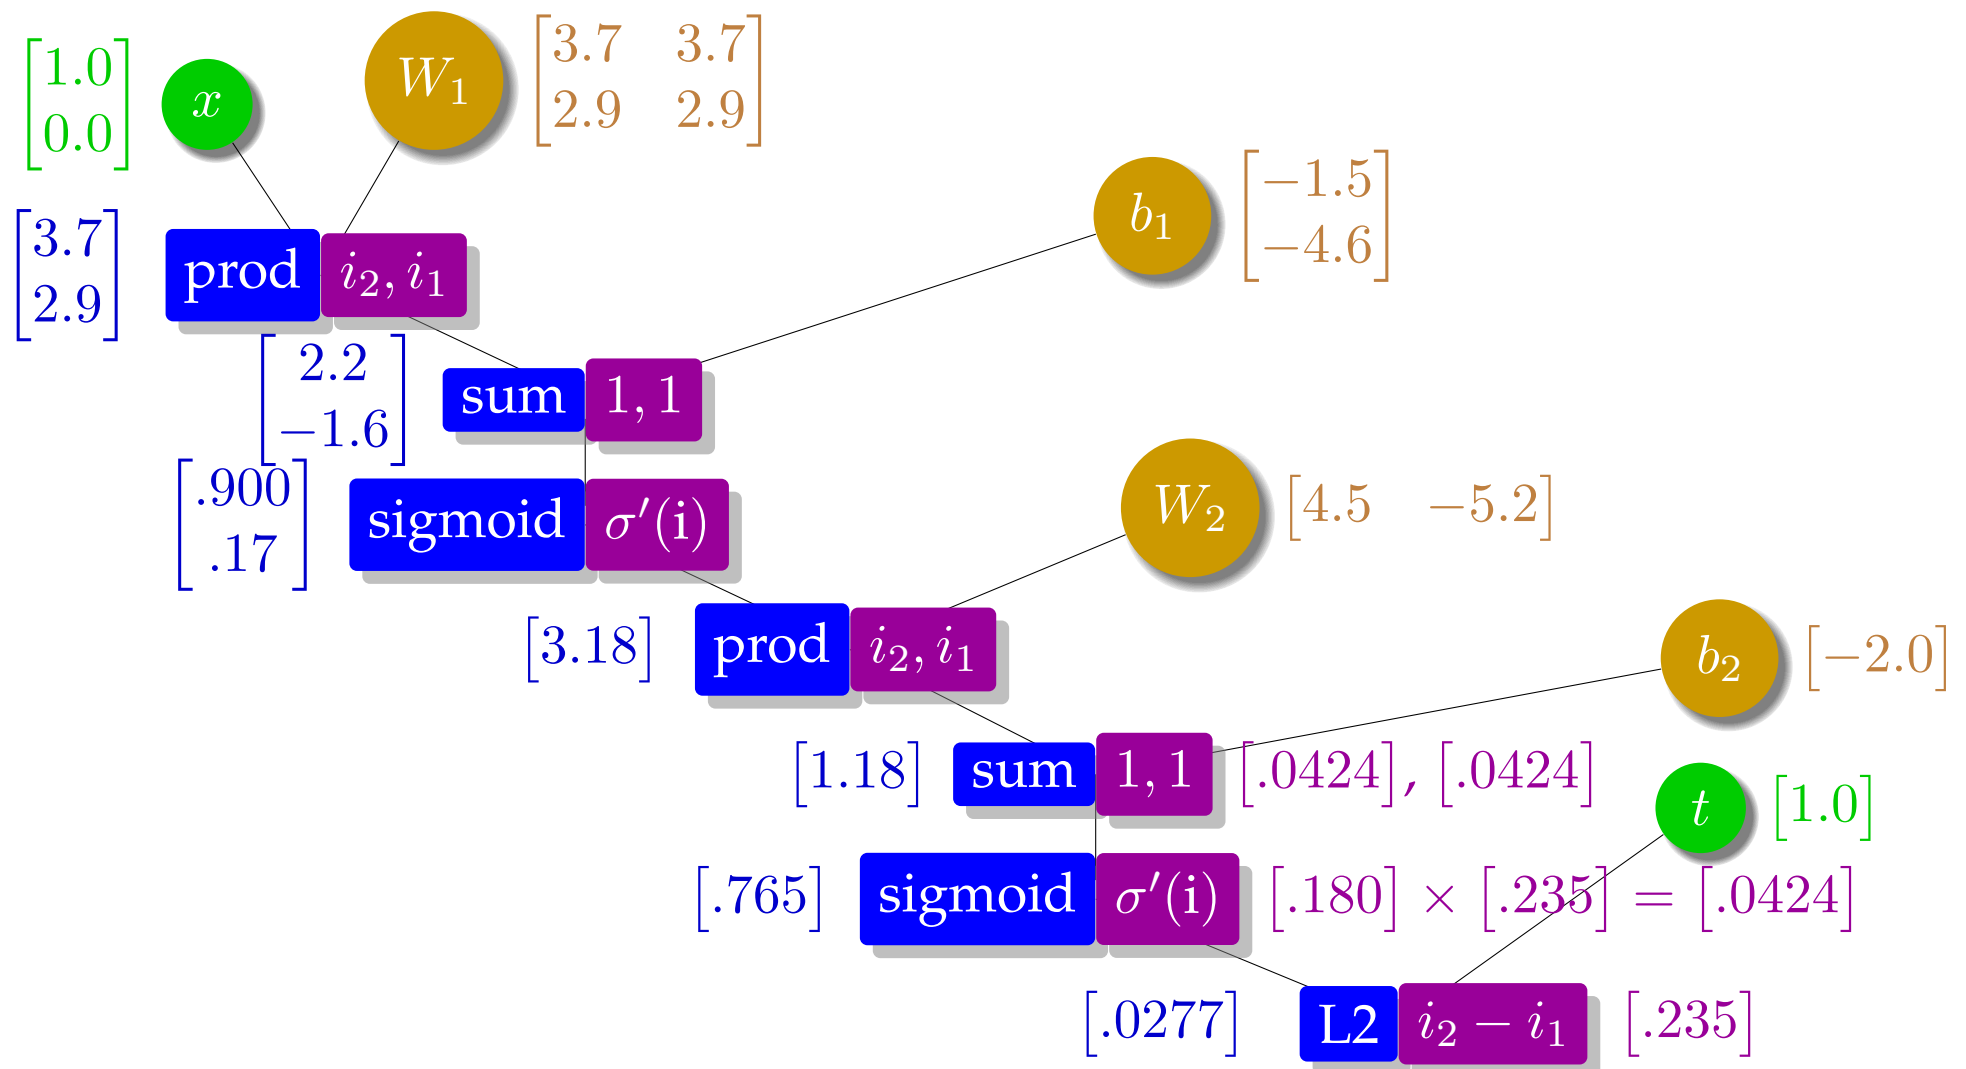 [1.0 0.0] x W₁ [3.7 3.7 2.9 2.9]
b₁ [−1.5 −4.6]
[3.7 2.9] prod i₂, i₁
[2.2 −1.6] sum 1, 1
[.900 .17] sigmoid σ′(i)
W₂ [4.5 −5.2]
[3.18] prod i₂, i₁
b₂ [−2.0]
[1.18] sum 1, 1 [.0424], [.0424]
t [1.0]
[.765] sigmoid σ′(i) [.180] × [.235] = [.0424]
[.0277] L2 i₂ − i₁ [.235]